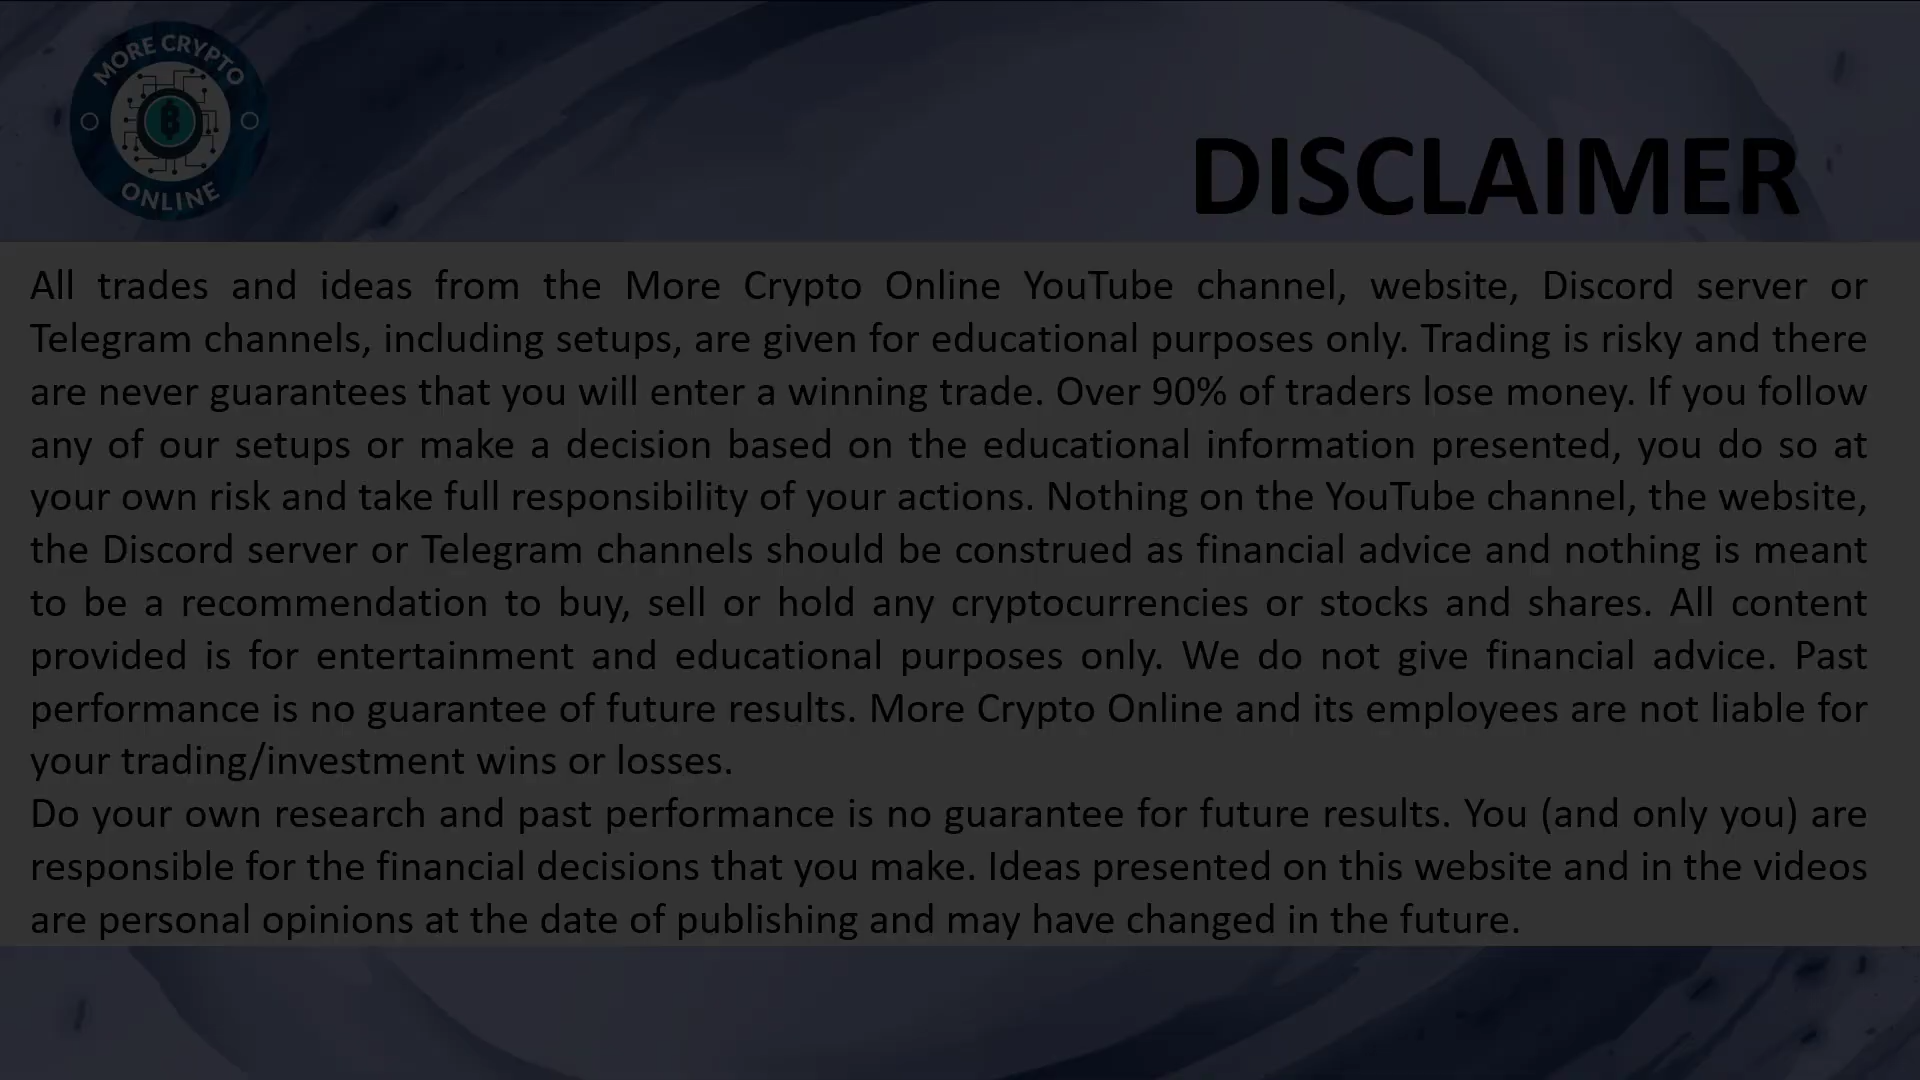 MORE CRYPTO
ONLINE
DISCLAIMER
All trades and ideas from the More Crypto Online YouTube channel, website, Discord server or
Telegram channels, including setups, are given for educational purposes only. Trading is risky and there
are never guarantees that you will enter a winning trade. Over 90% of traders lose money. If you follow
any of our setups or make a decision based on the educational information presented, you do so at
your own risk and take full responsibility of your actions. Nothing on the YouTube channel, the website,
the Discord server or Telegram channels should be construed as financial advice and nothing is meant
to be a recommendation to buy, sell or hold any cryptocurrencies or stocks and shares. All content
provided is for entertainment and educational purposes only. We do not give financial advice. Past
performance is no guarantee of future results. More Crypto Online and its employees are not liable for
your trading/investment wins or losses.
Do your own research and past performance is no guarantee for future results. You (and only you) are
responsible for the financial decisions that you make. Ideas presented on this website and in the videos
are personal opinions at the date of publishing and may have changed in the future.